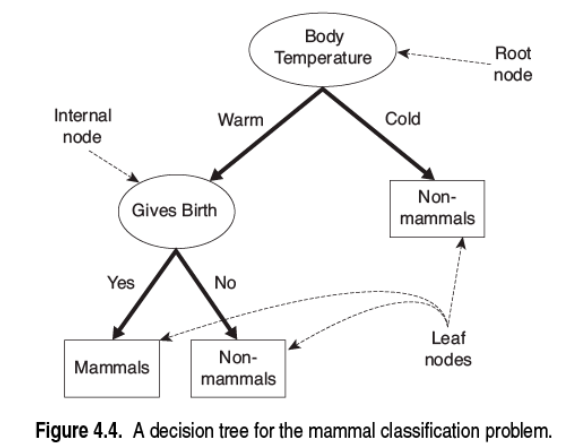 Body
Temperature
Root
node
Internal
node
Warm
Cold
Gives Birth
Non-
mammals
Yes
No
Leaf
nodes
Mammals
Non-
mammals
Figure 4.4. A decision tree for the mammal classification problem.